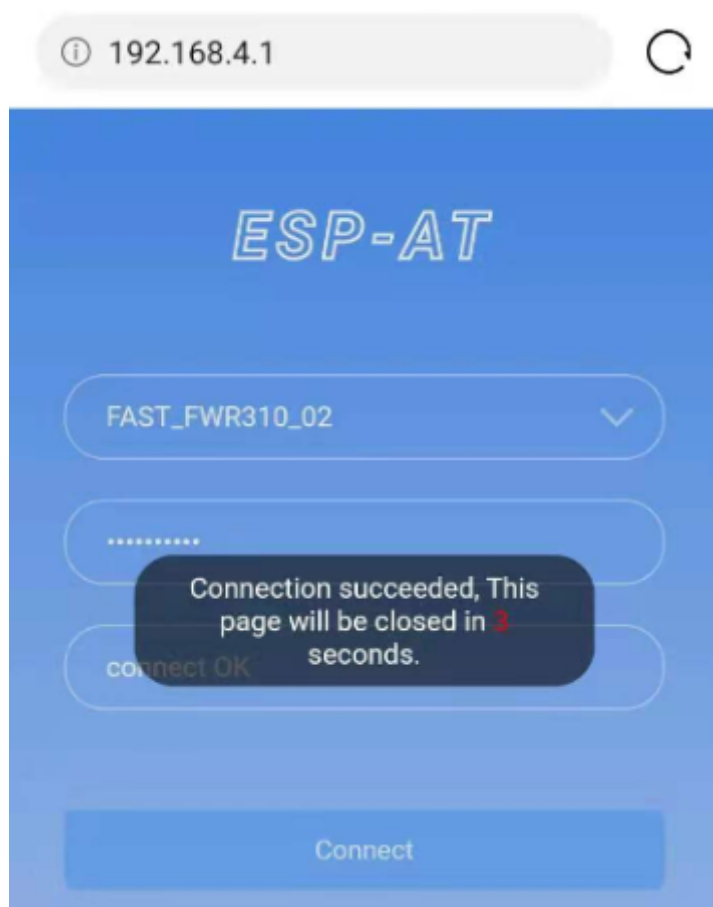 192.168.4.1
ESP-AT
FAST_FWR310_02
••••••••••
Connection succeeded, This
page will be closed in 3
seconds.
connect OK
Connect